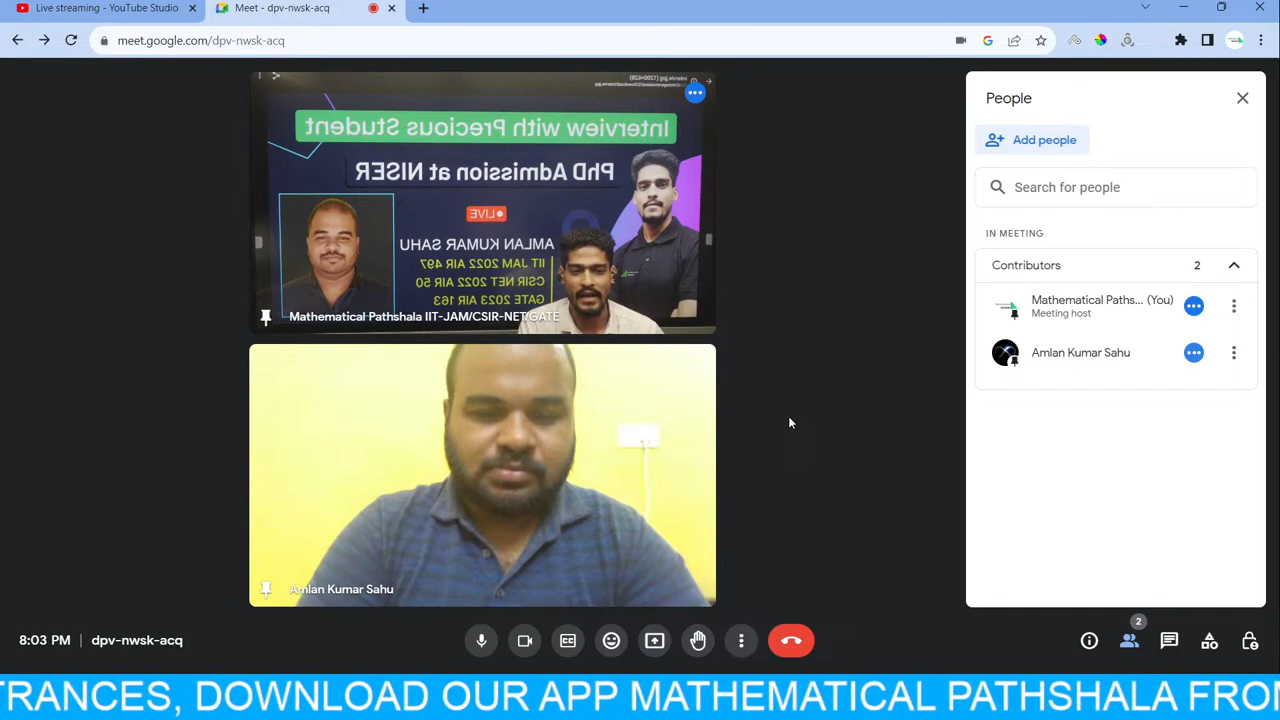 Live streaming - YouTube Studio
Meet - dpv-nwsk-acq
meet.google.com/dpv-nwsk-acq
Interview with Precious Student
PhD Admission at NISER
LIVE
AMLAN KUMAR SAHU
IIT JAM 2022 AIR 497
CSIR NET 2022 AIR 50
GATE 2023 AIR 163
Mathematical Pathshala IIT-JAM/CSIR-NET/GATE
Amlan Kumar Sahu
People
Add people
Search for people
IN MEETING
Contributors 2
Mathematical Paths... (You)
Meeting host
Amlan Kumar Sahu
8:03 PM | dpv-nwsk-acq
2
TRANCES, DOWNLOAD OUR APP MATHEMATICAL PATHSHALA FRO